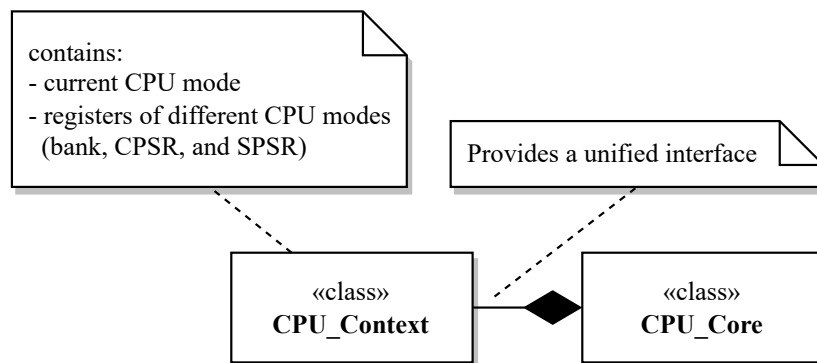 contains:
- current CPU mode
- registers of different CPU modes
(bank, CPSR, and SPSR)
Provides a unified interface
«class»
CPU_Context
«class»
CPU_Core